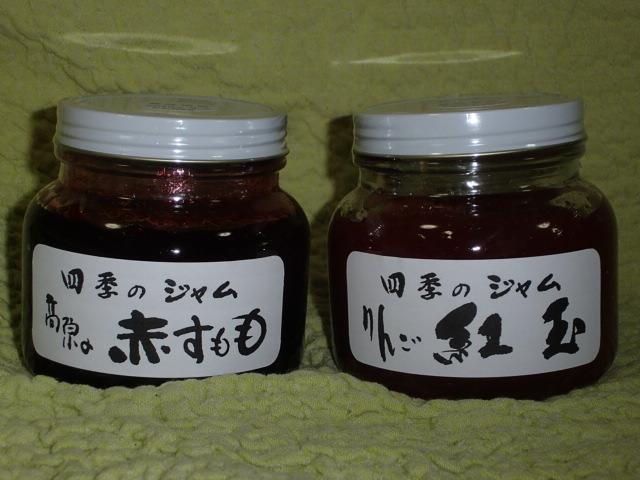 四季のジャム
高原の 赤すもも
四季のジャム
りんご 紅玉